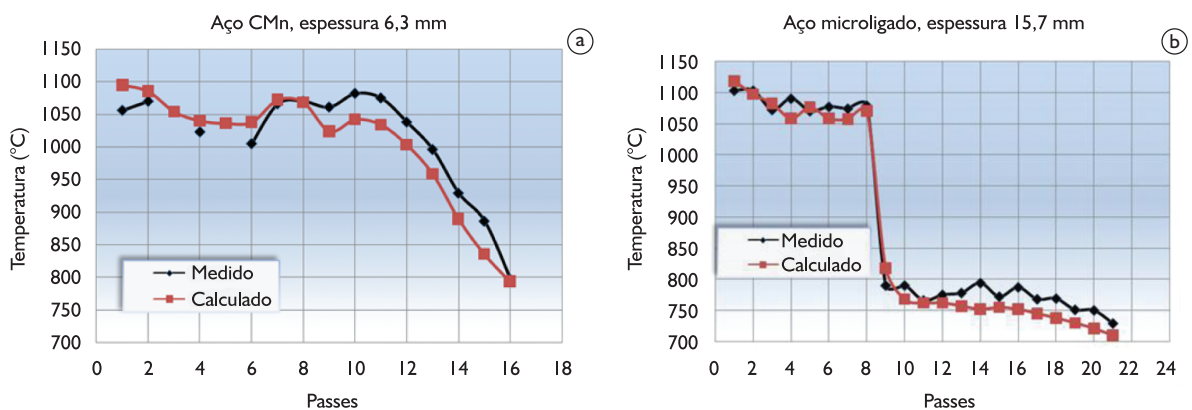 Aço CMn, espessura 6,3 mm
a
1150
1100
1050
1000
950
900
850
800
750
700
Temperatura (°C)
Medido
Calculado
0 2 4 6 8 10 12 14 16 18
Passes
Aço microligado, espessura 15,7 mm
b
1150
1100
1050
1000
950
900
850
800
750
700
Temperatura (°C)
Medido
Calculado
0 2 4 6 8 10 12 14 16 18 20 22 24
Passes